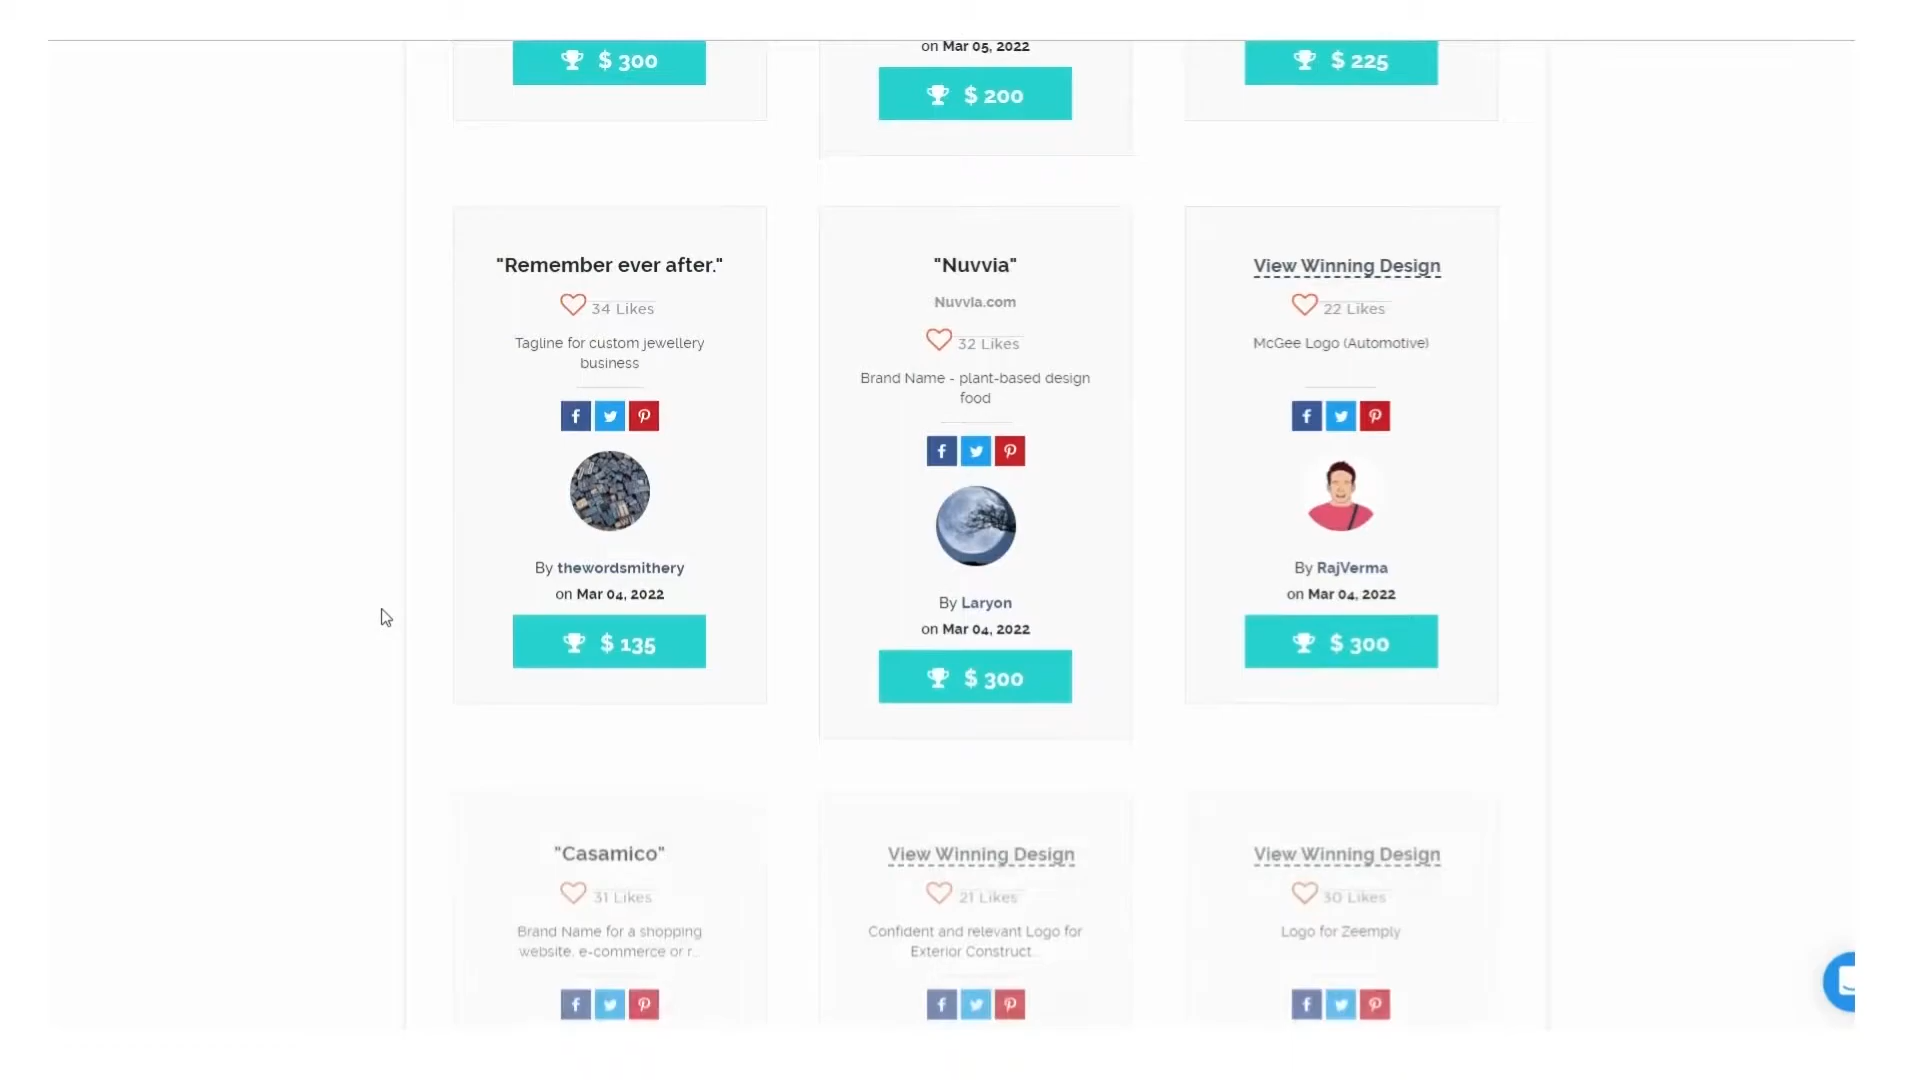 $ 300
on Mar 05, 2022
$ 200
$ 225
"Remember ever after."
34 Likes
Tagline for custom jewellery
business
By thewordsmithery
on Mar 04, 2022
$ 135
"Nuvvia"
Nuvvia.com
32 Likes
Brand Name - plant-based design
food
By Laryon
on Mar 04, 2022
$ 300
View Winning Design
22 Likes
McGee Logo (Automotive)
By RajVerma
on Mar 04, 2022
$ 300
"Casamico"
31 Likes
Brand Name for a shopping
website, e-commerce or r...
View Winning Design
21 Likes
Confident and relevant Logo for
Exterior Construct...
View Winning Design
30 Likes
Logo for Zeemply